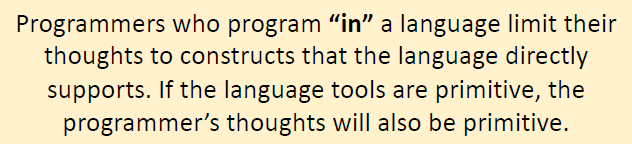 Programmers who program “in” a language limit their
thoughts to constructs that the language directly
supports. If the language tools are primitive, the
programmer’s thoughts will also be primitive.